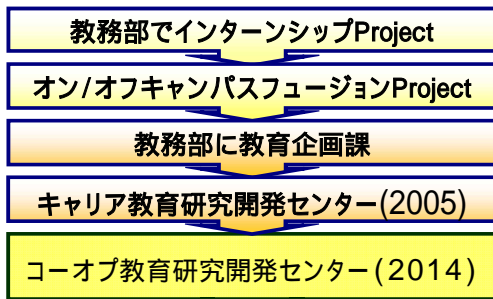 教務部でインターンシップProject
オン/オフキャンパスフュージョンProject
教務部に教育企画課
キャリア教育研究開発センター(2005)
コーオプ教育研究開発センター(2014)